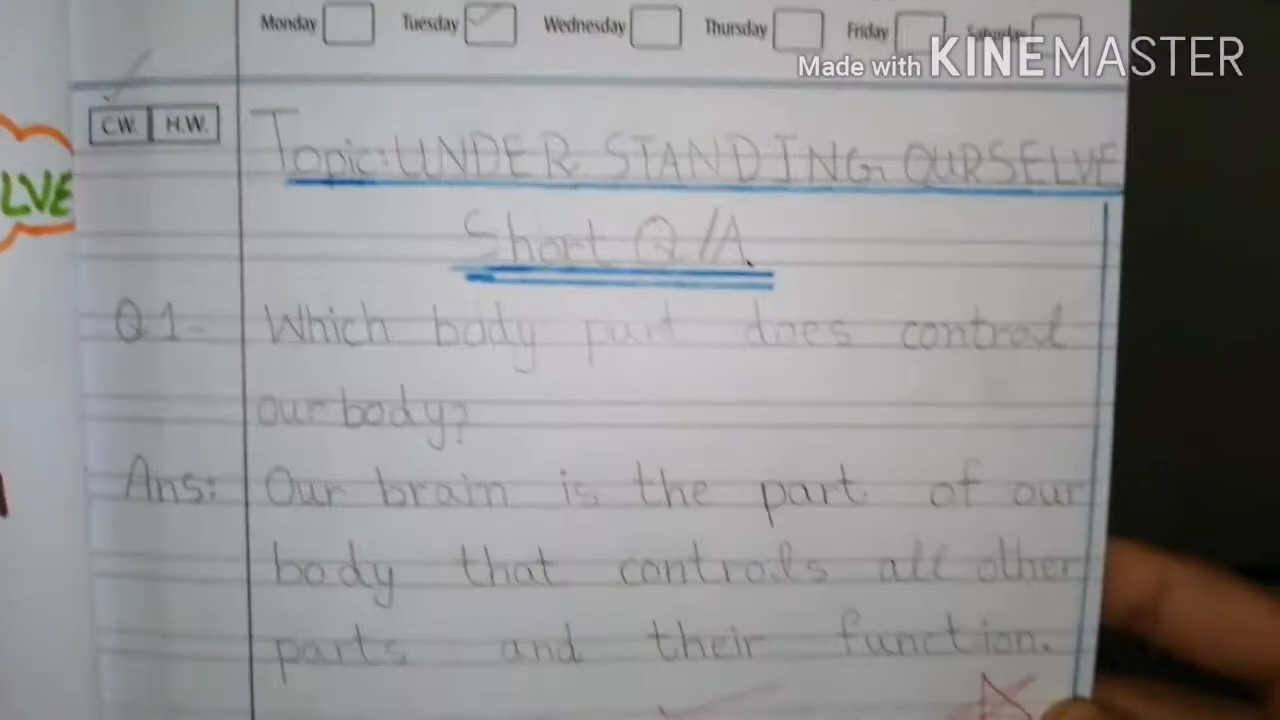 Monday Tuesday Wednesday Thursday Friday Saturday
Made with KINEMASTER
C.W. H.W.
Topic: UNDER STANDING OURSELVE
LVE
Short Q/A
Q1- Which body part does control
our body?
Ans: Our brain is the part of our
body that controls all other
parts and their function.